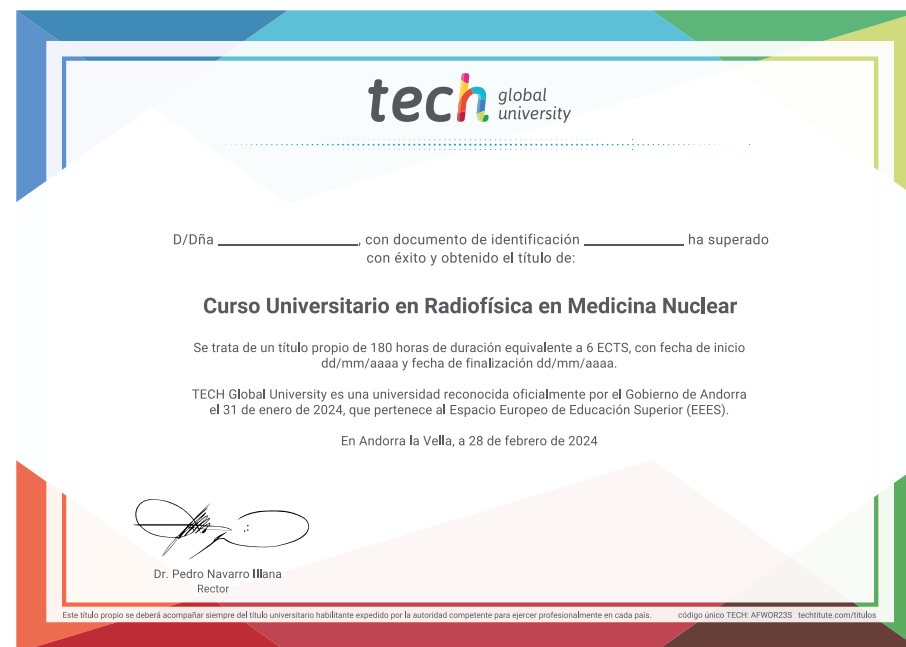 tech global university
D/Dña ____________________, con documento de identificación ______________ ha superado
con éxito y obtenido el título de:
Curso Universitario en Radiofísica en Medicina Nuclear
Se trata de un título propio de 180 horas de duración equivalente a 6 ECTS, con fecha de inicio
dd/mm/aaaa y fecha de finalización dd/mm/aaaa.
TECH Global University es una universidad reconocida oficialmente por el Gobierno de Andorra
el 31 de enero de 2024, que pertenece al Espacio Europeo de Educación Superior (EEES).
En Andorra la Vella, a 28 de febrero de 2024
Dr. Pedro Navarro Illana
Rector
Este título propio se deberá acompañar siempre del título universitario habilitante expedido por la autoridad competente para ejercer profesionalmente en cada país. código único TECH: AFWOR23S techtitute.com/titulos